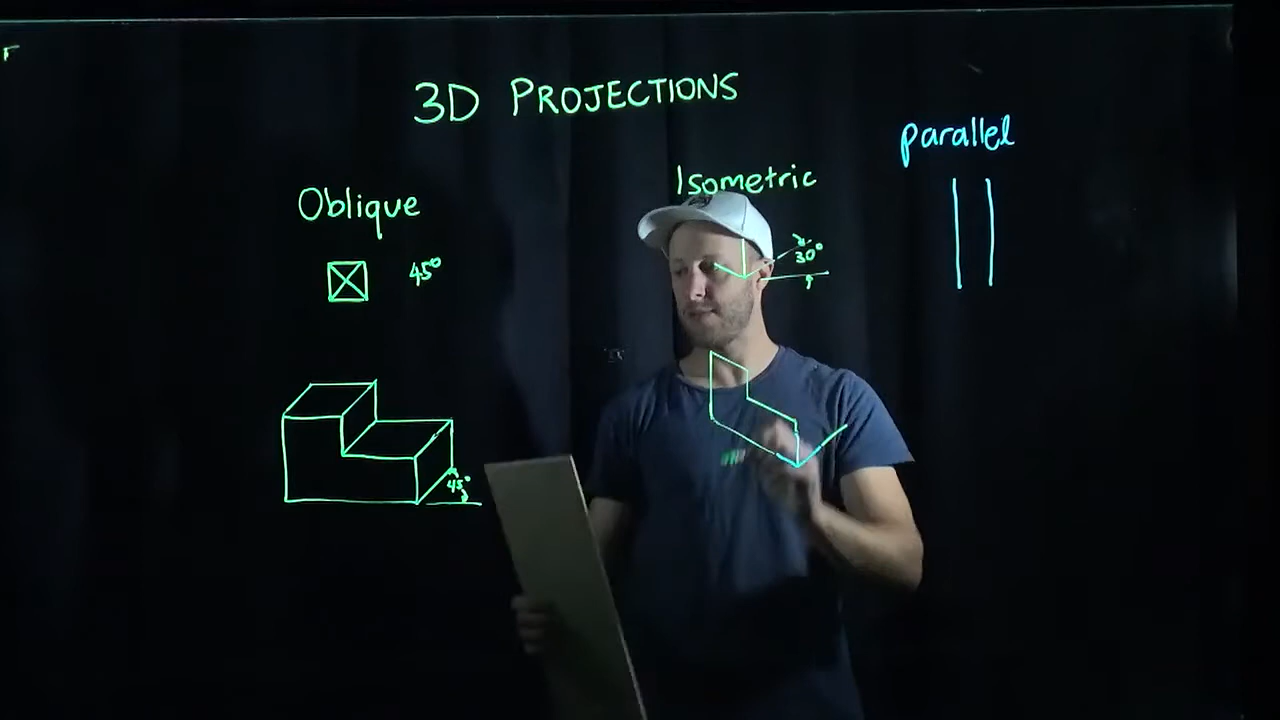 3D PROJECTIONS
parallel
Isometric
Oblique
30°
45°
45°